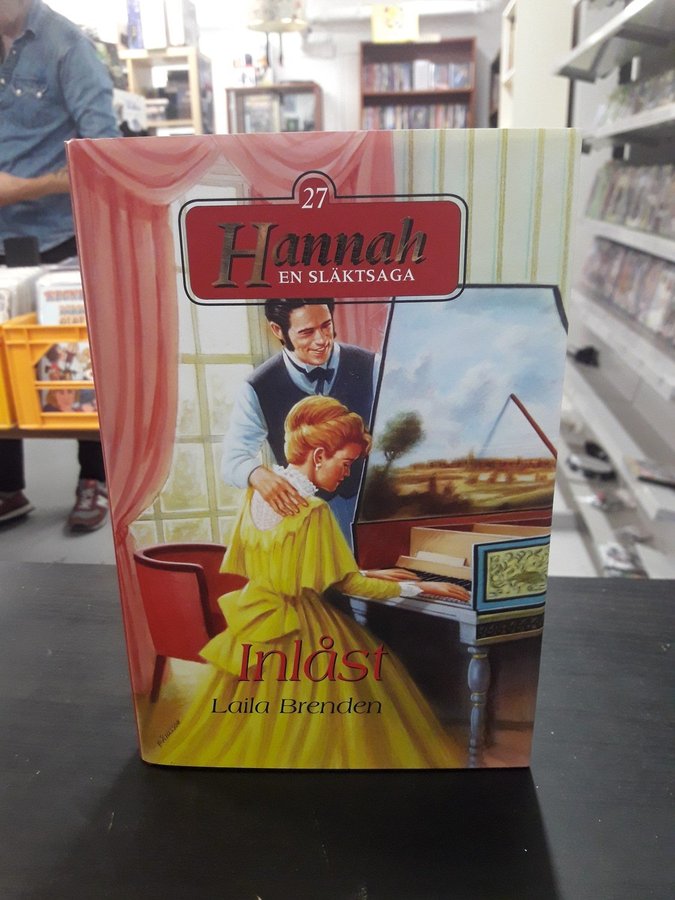 27
Hannah
EN SLÄKTSAGA
Inlåst
Laila Brenden